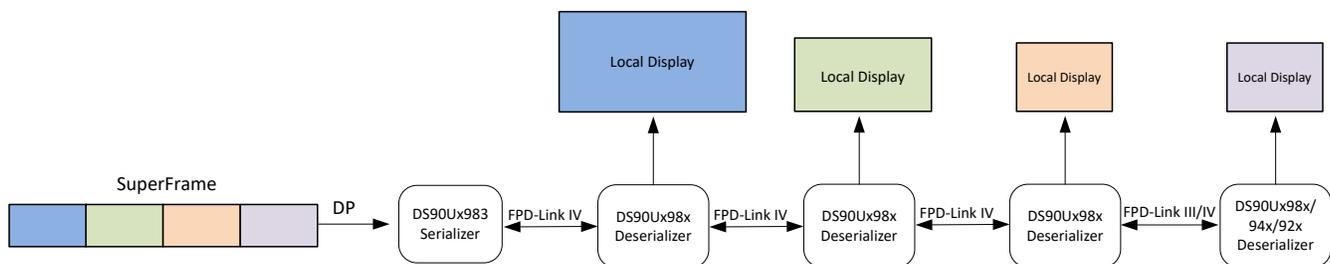 Local Display
Local Display
Local Display
Local Display
SuperFrame
DP
DS90Ux983
Serializer
FPD-Link IV
DS90Ux98x
Deserializer
FPD-Link IV
DS90Ux98x
Deserializer
FPD-Link IV
DS90Ux98x
Deserializer
FPD-Link III/IV
DS90Ux98x/
94x/92x
Deserializer